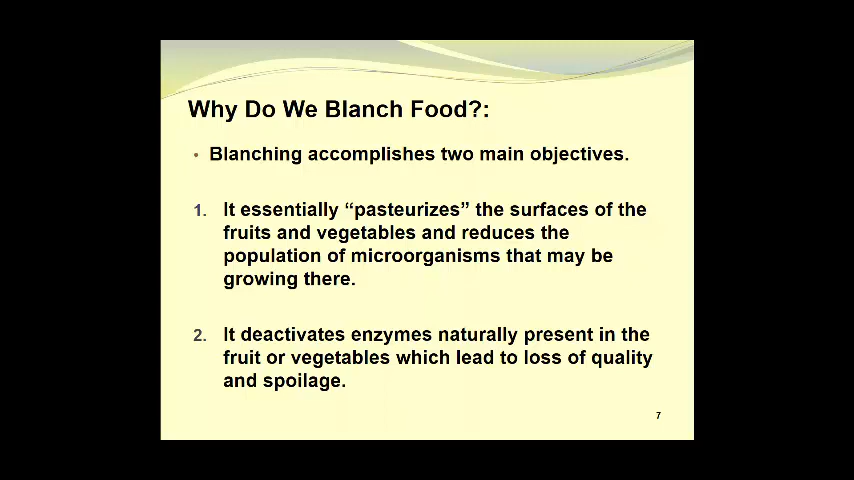 Why Do We Blanch Food?:
• Blanching accomplishes two main objectives.
1. It essentially “pasteurizes” the surfaces of the
fruits and vegetables and reduces the
population of microorganisms that may be
growing there.
2. It deactivates enzymes naturally present in the
fruit or vegetables which lead to loss of quality
and spoilage.
7